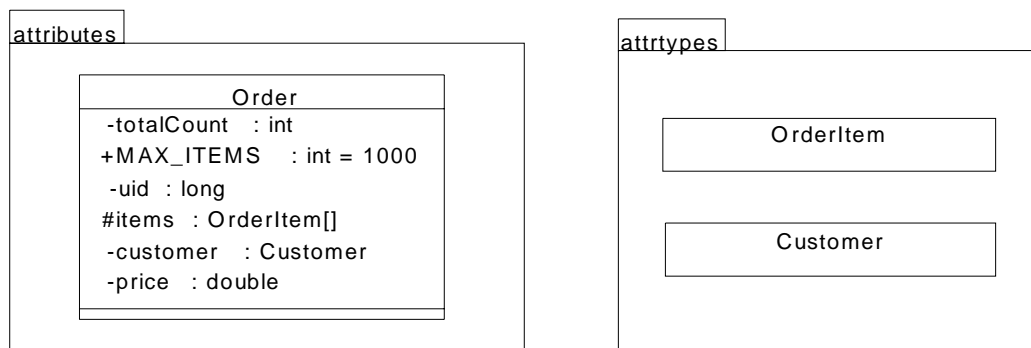 attributes
Order
-totalCount : int
+MAX_ITEMS : int = 1000
-uid : long
#items : OrderItem[]
-customer : Customer
-price : double
attrtypes
OrderItem
Customer